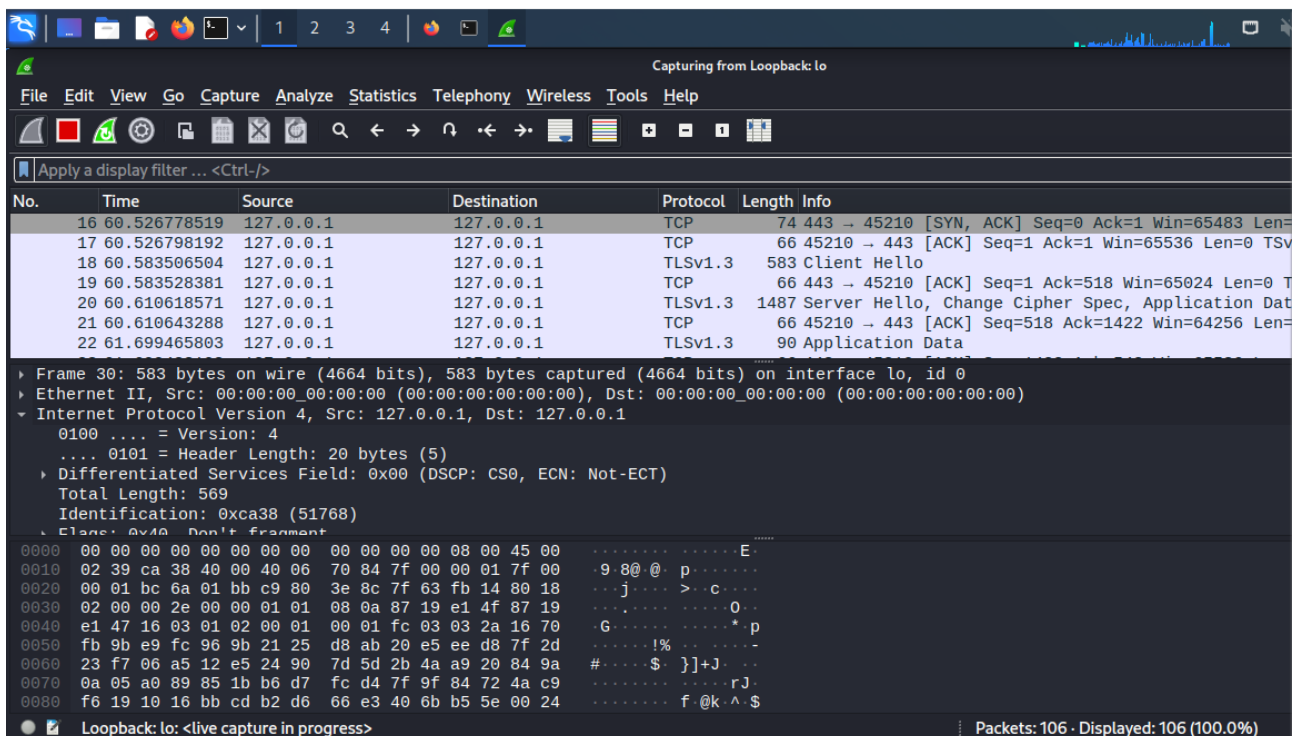 1 2 3 4
Capturing from Loopback: lo
File Edit View Go Capture Analyze Statistics Telephony Wireless Tools Help
Apply a display filter … <Ctrl-/>
No. Time Source Destination Protocol Length Info
16 60.526778519 127.0.0.1 127.0.0.1 TCP 74 443 → 45210 [SYN, ACK] Seq=0 Ack=1 Win=65483 Len=
17 60.526798192 127.0.0.1 127.0.0.1 TCP 66 45210 → 443 [ACK] Seq=1 Ack=1 Win=65536 Len=0 TSv
18 60.583506504 127.0.0.1 127.0.0.1 TLSv1.3 583 Client Hello
19 60.583528381 127.0.0.1 127.0.0.1 TCP 66 443 → 45210 [ACK] Seq=1 Ack=518 Win=65024 Len=0 T
20 60.610618571 127.0.0.1 127.0.0.1 TLSv1.3 1487 Server Hello, Change Cipher Spec, Application Dat
21 60.610643288 127.0.0.1 127.0.0.1 TCP 66 45210 → 443 [ACK] Seq=518 Ack=1422 Win=64256 Len=
22 61.699465803 127.0.0.1 127.0.0.1 TLSv1.3 90 Application Data
Frame 30: 583 bytes on wire (4664 bits), 583 bytes captured (4664 bits) on interface lo, id 0
Ethernet II, Src: 00:00:00_00:00:00 (00:00:00:00:00:00), Dst: 00:00:00_00:00:00 (00:00:00:00:00:00)
Internet Protocol Version 4, Src: 127.0.0.1, Dst: 127.0.0.1
0100 .... = Version: 4
.... 0101 = Header Length: 20 bytes (5)
Differentiated Services Field: 0x00 (DSCP: CS0, ECN: Not-ECT)
Total Length: 569
Identification: 0xca38 (51768)
Flags: 0x40, Don't fragment
0000 00 00 00 00 00 00 00 00 00 00 00 00 08 00 45 00 ········ ······E·
0010 02 39 ca 38 40 00 40 06 70 84 7f 00 00 01 7f 00 ·9·8@·@· p·······
0020 00 01 bc 6a 01 bb c9 80 3e 8c 7f 63 fb 14 80 18 ···j···· >··c····
0030 02 00 00 2e 00 00 01 01 08 0a 87 19 e1 4f 87 19 ···.···· ·····O··
0040 e1 47 16 03 01 02 00 01 00 01 fc 03 03 2a 16 70 ·G······ ·····*·p
0050 fb 9b e9 fc 96 9b 21 25 d8 ab 20 e5 ee d8 7f 2d ······!% ·· ····-
0060 23 f7 06 a5 12 e5 24 90 7d 5d 2b 4a a9 20 84 9a #·····$· }]+J· ··
0070 0a 05 a0 89 85 1b b6 d7 fc d4 7f 9f 84 72 4a c9 ········ ·····rJ·
0080 f6 19 10 16 bb cd b2 d6 66 e3 40 6b b5 5e 00 24 ········ f·@k·^·$
Loopback: lo: <live capture in progress> Packets: 106 · Displayed: 106 (100.0%)